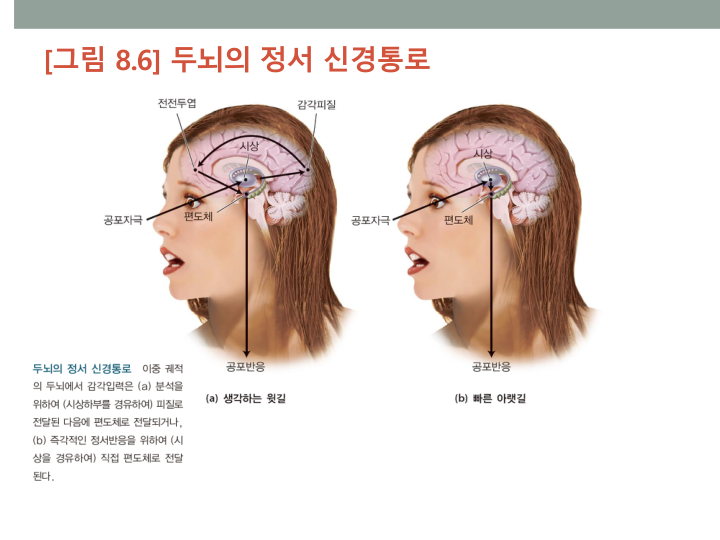 [그림 8.6] 두뇌의 정서 신경통로
전전두엽
감각피질
시상
공포자극
편도체
공포반응
(a) 생각하는 윗길
시상
공포자극
편도체
공포반응
(b) 빠른 아랫길
두뇌의 정서 신경통로 이중 궤적
의 두뇌에서 감각입력은 (a) 분석을
위하여 (시상하부를 경유하여) 피질로
전달된 다음에 편도체로 전달되거나,
(b) 즉각적인 정서반응을 위하여 (시
상을 경유하여) 직접 편도체로 전달
된다.